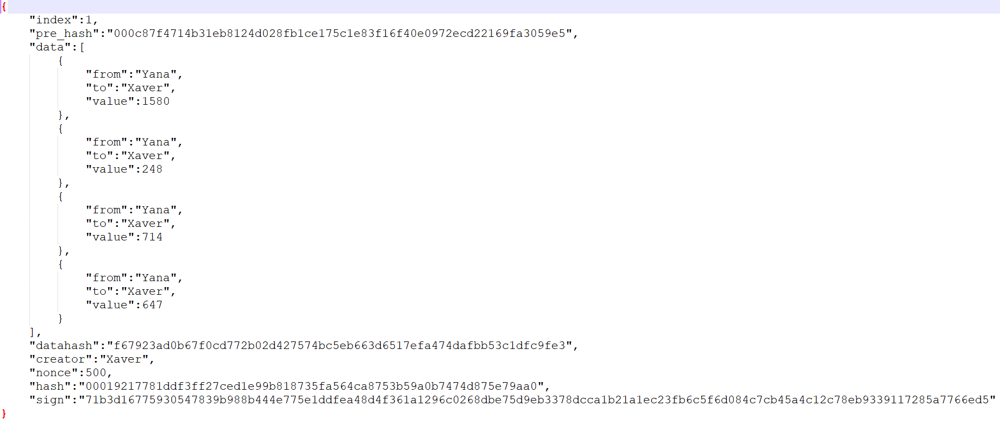 {
"index":1,
"pre_hash":"000c87f4714b31eb8124d028fb1ce175c1e83f16f40e0972ecd22169fa3059e5",
"data":[
{
"from":"Yana",
"to":"Xaver",
"value":1580
},
{
"from":"Yana",
"to":"Xaver",
"value":248
},
{
"from":"Yana",
"to":"Xaver",
"value":714
},
{
"from":"Yana",
"to":"Xaver",
"value":647
}
],
"datahash":"f67923ad0b67f0cd772b02d427574bc5eb663d6517efa474dafbb53c1dfc9fe3",
"creator":"Xaver",
"nonce":500,
"hash":"00019217781ddf3ff27ced1e99b818735fa564ca8753b59a0b7474d875e79aa0",
"sign":"71b3d16775930547839b988b444e775e1ddfea48d4f361a1296c0268dbe75d9eb3378dcca1b21a1ec23fb6c5f6d084c7cb45a4c12c78eb9339117285a7766ed5"
}